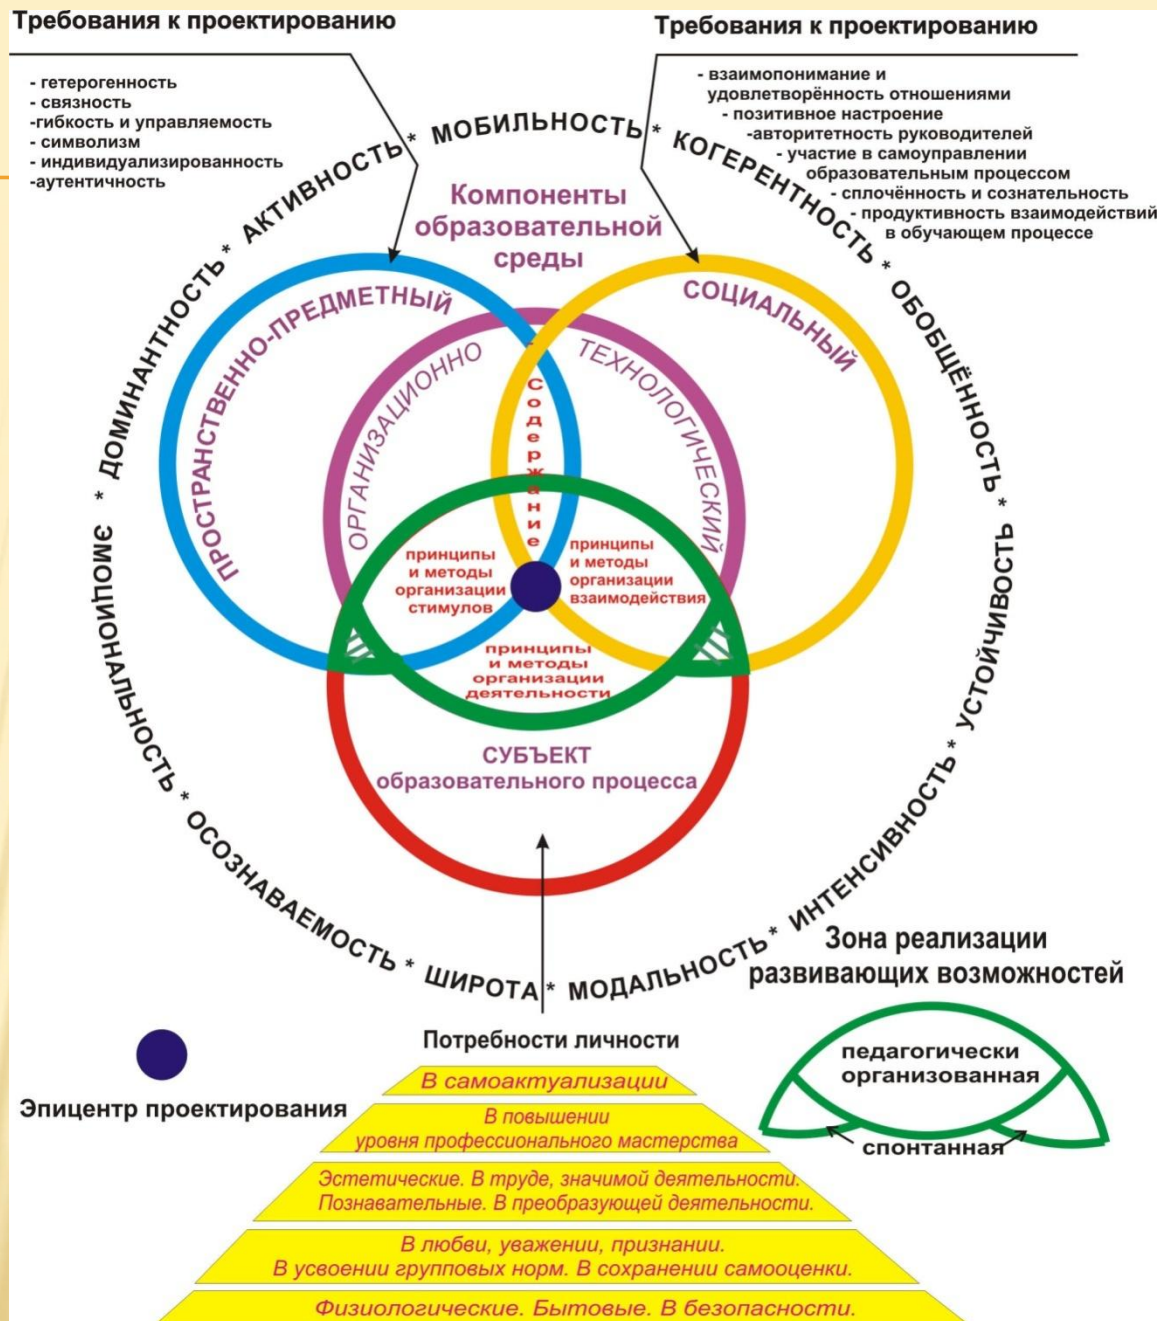 Требования к проектированию
- гетерогенность
- связность
-гибкость и управляемость
- символизм
- индивидуализированность
-аутентичность
Требования к проектированию
- взаимопонимание и
удовлетворённость отношениями
- позитивное настроение
-авторитетность руководителей
- участие в самоуправлении
образовательным процессом
- сплочённость и сознательность
- продуктивность взаимодействий
в обучающем процессе
* ДОМИНАНТНОСТЬ * АКТИВНОСТЬ * МОБИЛЬНОСТЬ * КОГЕРЕНТНОСТЬ * ОБОБЩЁННОСТЬ * УСТОЙЧИВОСТЬ * ИНТЕНСИВНОСТЬ * МОДАЛЬНОСТЬ * ШИРОТА * ОСОЗНАВАЕМОСТЬ * ЭМОЦИОНАЛЬНОСТЬ
Компоненты
образовательной
среды
ПРОСТРАНСТВЕННО-ПРЕДМЕТНЫЙ
СОЦИАЛЬНЫЙ
ОРГАНИЗАЦИОННО
-
ТЕХНОЛОГИЧЕСКИЙ
Содержание
принципы
и методы
организации
стимулов
принципы
и методы
организации
взаимодействия
принципы
и методы
организации
деятельности
СУБЪЕКТ
образовательного процесса
Зона реализации
развивающих возможностей
педагогически
организованная
спонтанная
Эпицентр проектирования
Потребности личности
В самоактуализации
В повышении
уровня профессионального мастерства
Эстетические. В труде, значимой деятельности.
Познавательные. В преобразующей деятельности.
В любви, уважении, признании.
В усвоении групповых норм. В сохранении самооценки.
Физиологические. Бытовые. В безопасности.